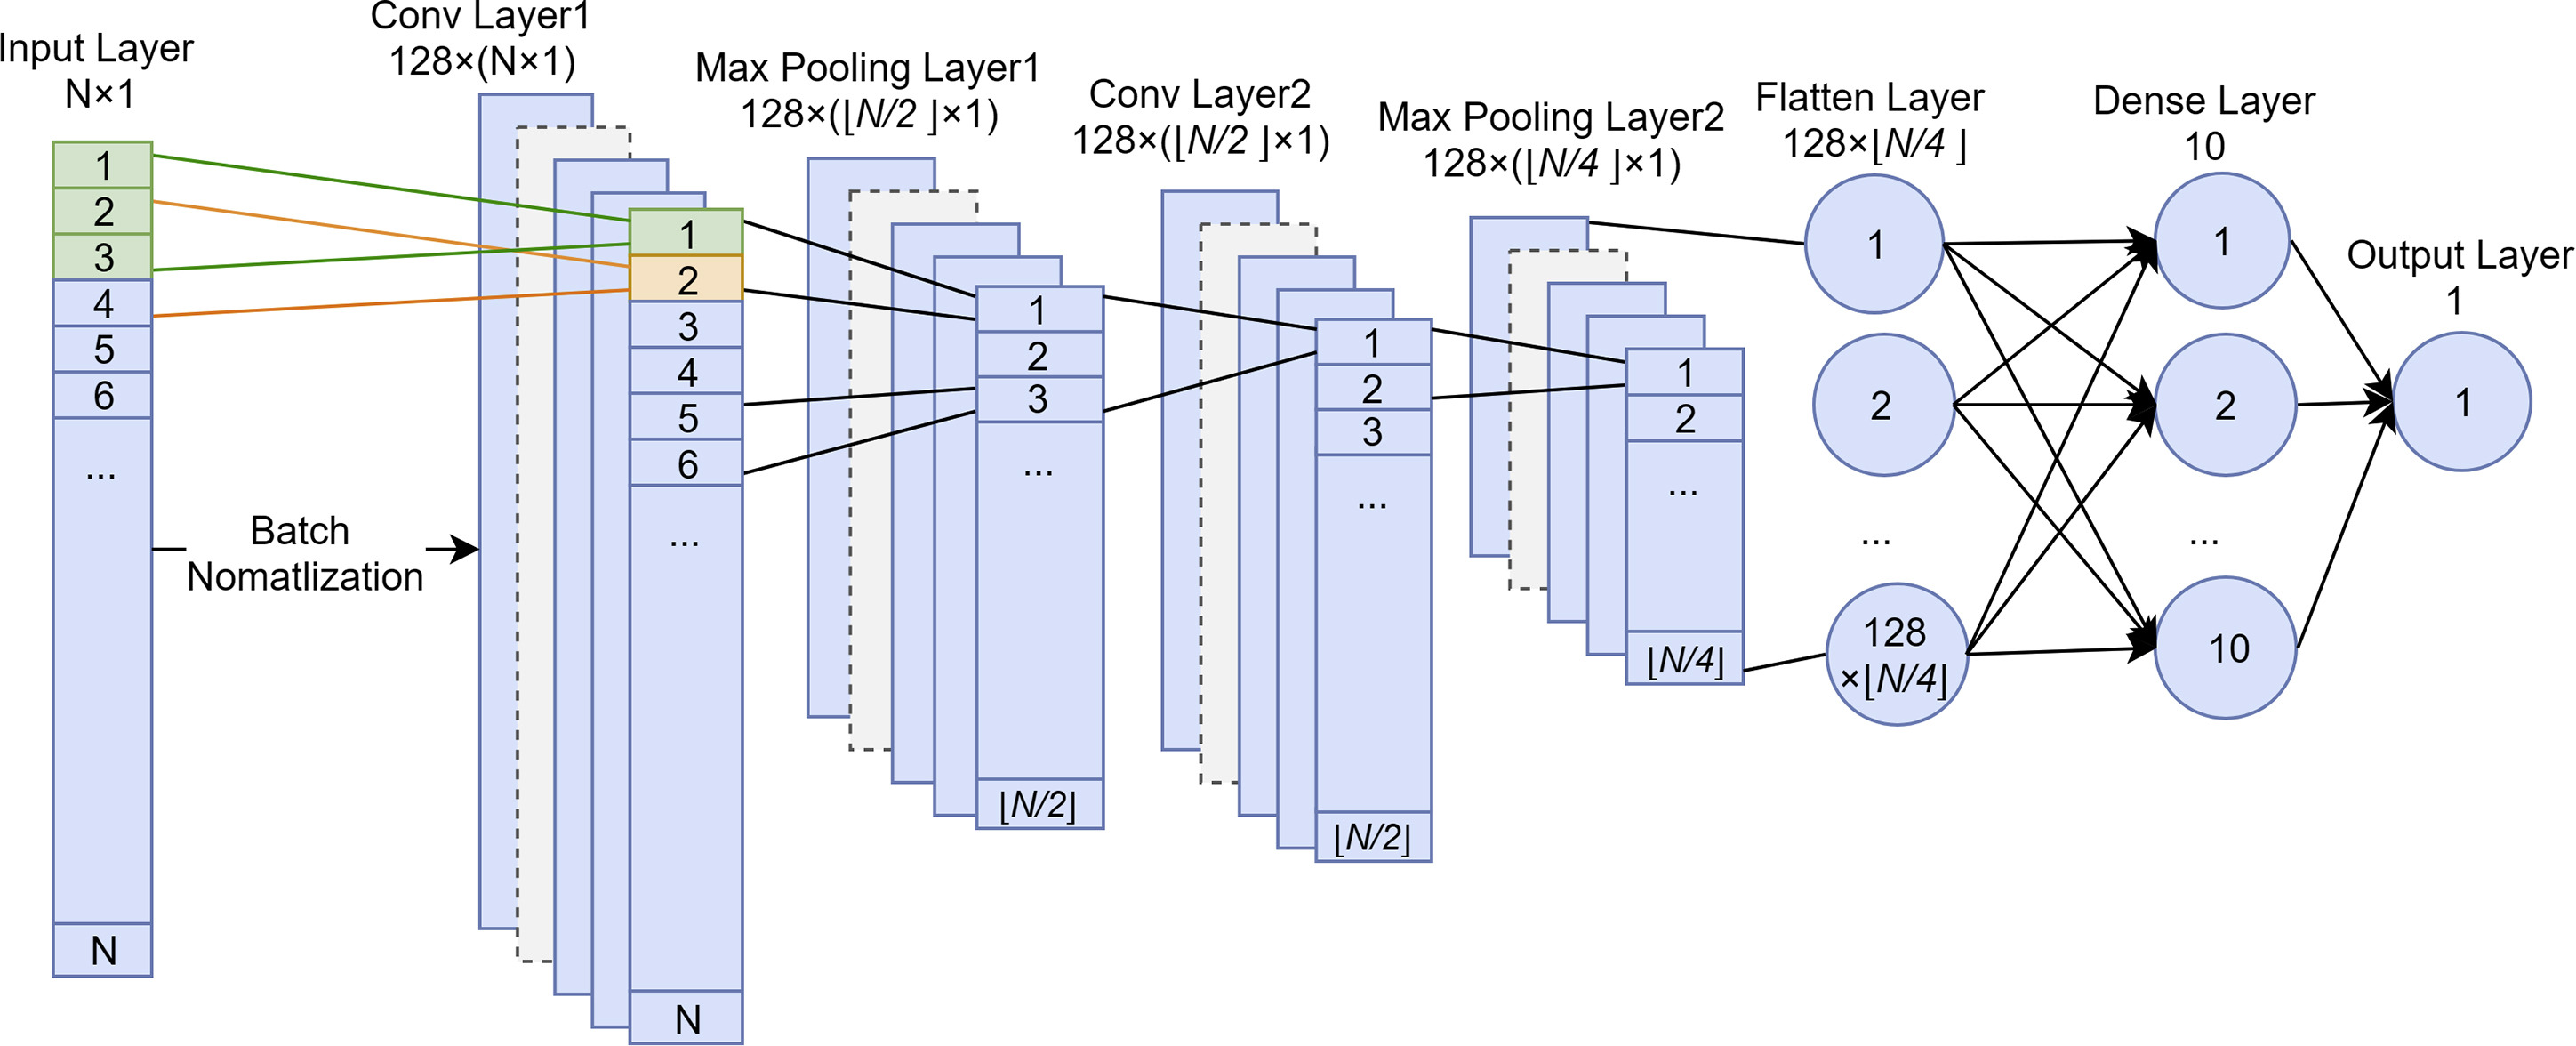 Input Layer
N×1
1
2
3
4
5
6
...
N
Batch
Nomatlization
Conv Layer1
128×(N×1)
1
2
3
4
5
6
...
N
Max Pooling Layer1
128×(⌊N/2 ⌋×1)
1
2
3
...
⌊N/2⌋
Conv Layer2
128×(⌊N/2 ⌋×1)
1
2
3
...
⌊N/2⌋
Max Pooling Layer2
128×(⌊N/4 ⌋×1)
1
2
...
⌊N/4⌋
Flatten Layer
128×⌊N/4 ⌋
1
2
...
128
×⌊N/4⌋
Dense Layer
10
1
2
...
10
Output Layer
1
1